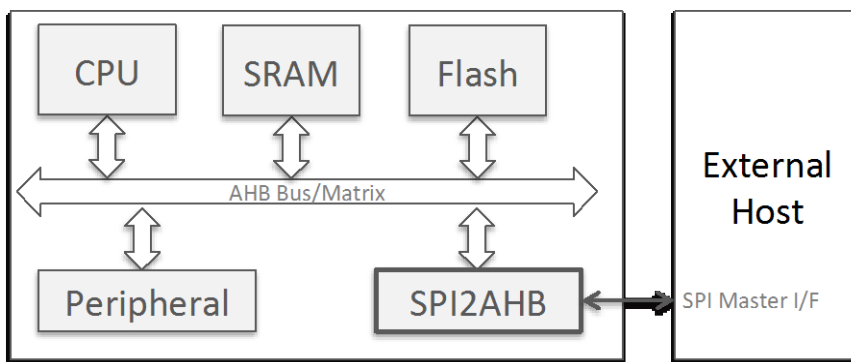 CPU
SRAM
Flash
AHB Bus/Matrix
Peripheral
SPI2AHB
External
Host
SPI Master I/F